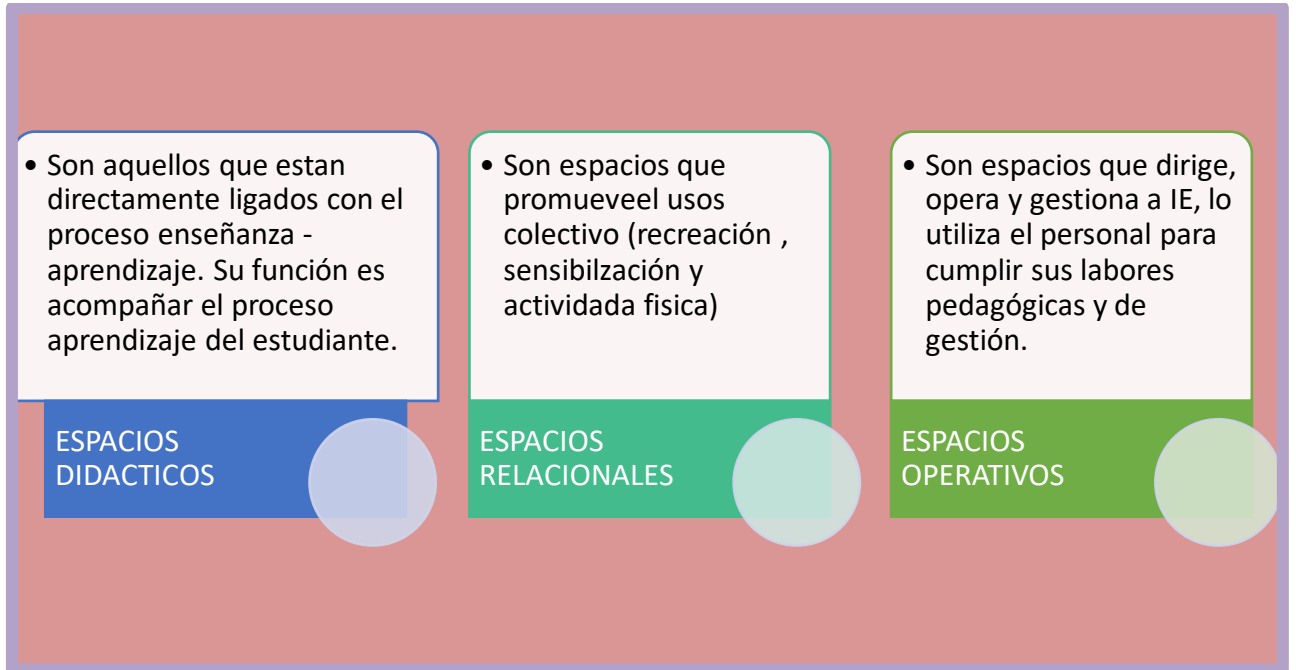 • Son aquellos que estan
directamente ligados con el
proceso enseñanza -
aprendizaje. Su función es
acompañar el proceso
aprendizaje del estudiante.
ESPACIOS
DIDACTICOS
• Son espacios que
promueveel usos
colectivo (recreación ,
sensibilzación y
actividada fisica)
ESPACIOS
RELACIONALES
• Son espacios que dirige,
opera y gestiona a IE, lo
utiliza el personal para
cumplir sus labores
pedagógicas y de
gestión.
ESPACIOS
OPERATIVOS